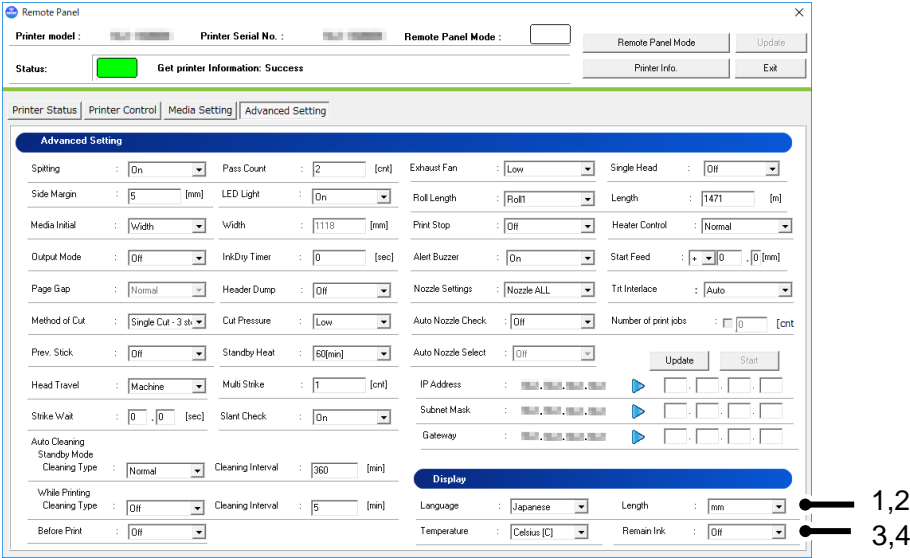 Remote Panel
Printer model :
Printer Serial No. :
Remote Panel Mode :
Remote Panel Mode
Update
Status:
Get printer Information: Success
Printer Info.
Exit
Printer Status
Printer Control
Media Setting
Advanced Setting
Advanced Setting
Spitting : On
Pass Count : 2 [cnt]
Exhaust Fan : Low
Single Head : Off
Side Margin : 5 [mm]
LED Light : On
Roll Length : Roll1
Length : 1471 [m]
Media Initial : Width
Width : 1118 [mm]
Print Stop : Off
Heater Control : Normal
Output Mode : Off
InkDry Timer : 0 [sec]
Alert Buzzer : On
Start Feed : + 0 . 0 [mm]
Page Gap : Normal
Header Dump : Off
Nozzle Settings : Nozzle ALL
Trt Interlace : Auto
Method of Cut : Single Cut - 3 st
Cut Pressure : Low
Auto Nozzle Check : Off
Number of print jobs : 0 [cnt
Prev. Stick : Off
Standby Heat : 60[min]
Auto Nozzle Select : Off
Update
Start
Head Travel : Machine
Multi Strike : 1 [cnt]
IP Address :
Strike Wait : 0 . 0 [sec]
Slant Check : On
Subnet Mask :
Gateway :
Auto Cleaning
Standby Mode
Cleaning Type : Normal
Cleaning Interval : 360 [min]
Display
While Printing
Cleaning Type : Off
Cleaning Interval : 5 [min]
Language : Japanese
Length : mm
1,2
Before Print : Off
Temperature : Celsius [C]
Remain Ink : Off
3,4